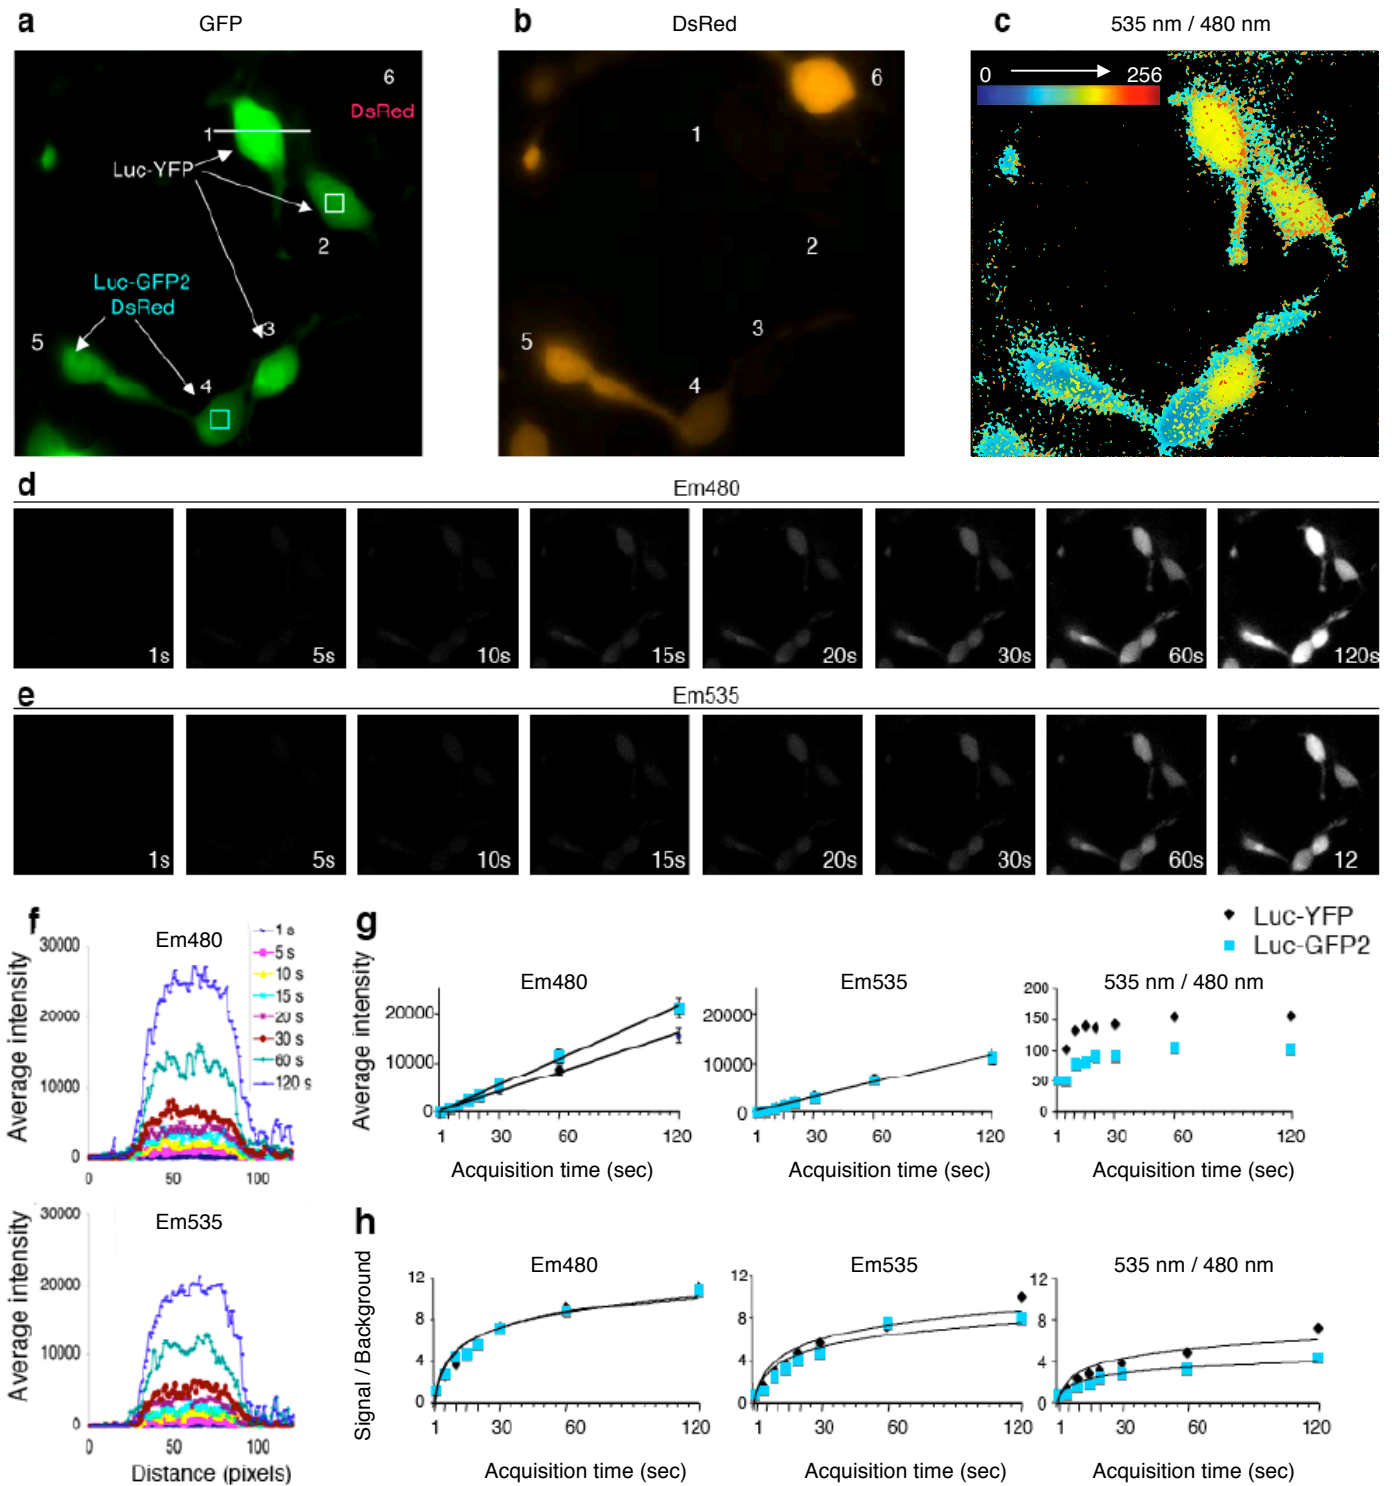 a GFP b DsRed c 535 nm / 480 nm
6 DsRed
1
Luc-YFP
2
Luc-GFP2
DsRed
3
5
4
6
1
2
3
5
4
0 256
d Em480
1s 5s 10s 15s 20s 30s 60s 120s
e Em535
1s 5s 10s 15s 20s 30s 60s 12
f
Em480
Average intensity
30000
20000
10000
0
0 50 100
1 s
5 s
10 s
15 s
20 s
30 s
60 s
120 s
Em535
Average intensity
30000
20000
10000
0
0 50 100
Distance (pixels)
g
Luc-YFP
Luc-GFP2
Average intensity
Em480
20000
10000
0
1 30 60 120
Acquisition time (sec)
Em535
20000
10000
0
1 30 60 120
Acquisition time (sec)
535 nm / 480 nm
200
150
100
50
0
1 30 60 120
Acquisition time (sec)
h
Signal / Background
Em480
12
8
4
0
1 30 60 120
Acquisition time (sec)
Em535
12
8
4
0
1 30 60 120
Acquisition time (sec)
535 nm / 480 nm
12
8
4
0
1 30 60 120
Acquisition time (sec)